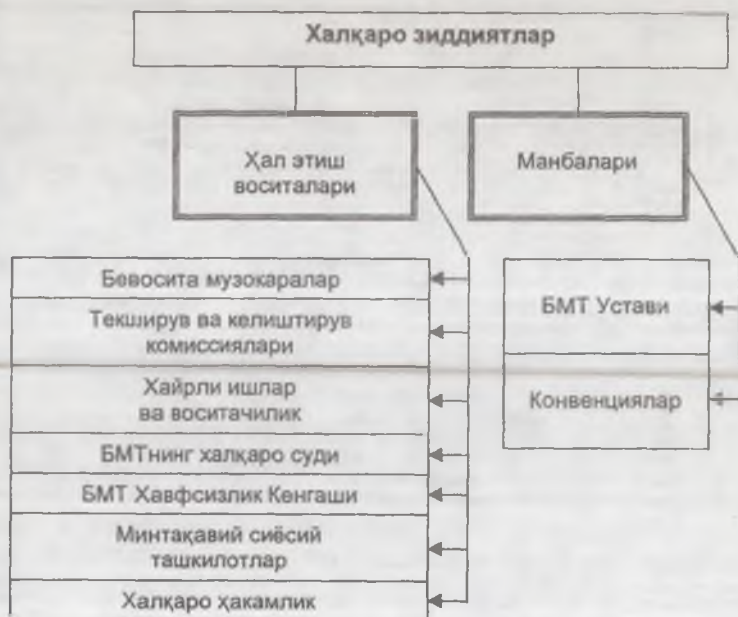 Халқаро зиддиятлар
Ҳал этиш
воситалари
Манбалари
Бевосита музокаралар
Текширув ва келиштирув
комиссиялари
Хайрли ишлар
ва воситачилик
БМТнинг халқаро суди
БМТ Хавфсизлик Кенгаши
Минтақавий сиёсий
ташкилотлар
Халқаро ҳакамлик
БМТ Устави
Конвенциялар